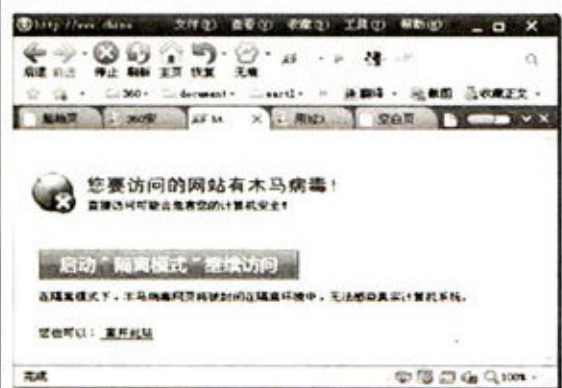 http://www.china 文件(F) 查看(V) 收藏(B) 工具(T) 帮助(H)
后退 前进 停止 刷新 主页 恢复 无痕
360 document 翻译 截图 收藏正文
360安 空白页
您要访问的网站有木马病毒!
直接访问可能会危害您的计算机安全!
启动"隔离模式"继续访问
在隔离模式下,木马病毒网页将被封闭在隔离环境中,无法感染真实计算机系统。
您也可以: 离开此站
完成 100%